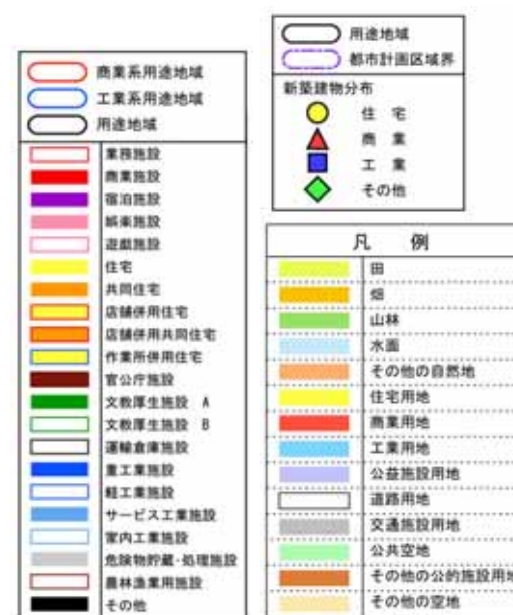 商業系用途地域
工業系用途地域
用途地域
業務施設
商業施設
宿泊施設
娯楽施設
遊戯施設
住宅
共同住宅
店舗併用住宅
店舗併用共同住宅
作業所併用住宅
官公庁施設
文教厚生施設 A
文教厚生施設 B
運輸倉庫施設
重工業施設
軽工業施設
サービス工業施設
家内工業施設
危険物貯蔵・処理施設
農林漁業用施設
その他
用途地域
都市計画区域界
新築建物分布
住 宅
商 業
工 業
その他
凡 例
田
畑
山林
水面
その他の自然地
住宅用地
商業用地
工業用地
公益施設用地
道路用地
交通施設用地
公共空地
その他の公的施設用地
その他の空地